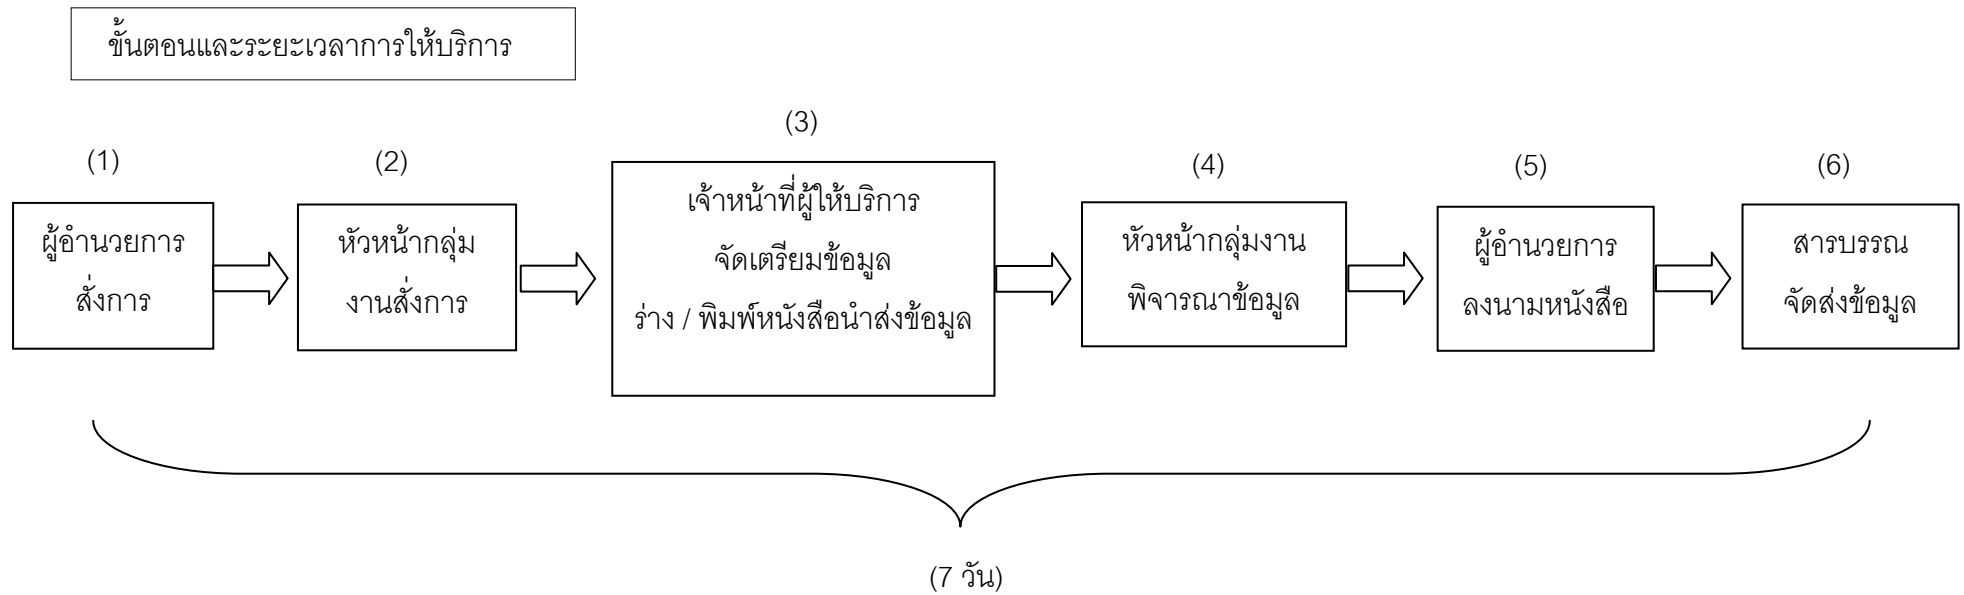 ขั้นตอนและระยะเวลาการให้บริการ
(1)
ผู้อำนวยการ
สั่งการ
(2)
หัวหน้ากลุ่ม
งานสั่งการ
(3)
เจ้าหน้าที่ผู้ให้บริการ
จัดเตรียมข้อมูล
ร่าง / พิมพ์หนังสือนำส่งข้อมูล
(4)
หัวหน้ากลุ่มงาน
พิจารณาข้อมูล
(5)
ผู้อำนวยการ
ลงนามหนังสือ
(6)
สารบรรณ
จัดส่งข้อมูล
(7 วัน)